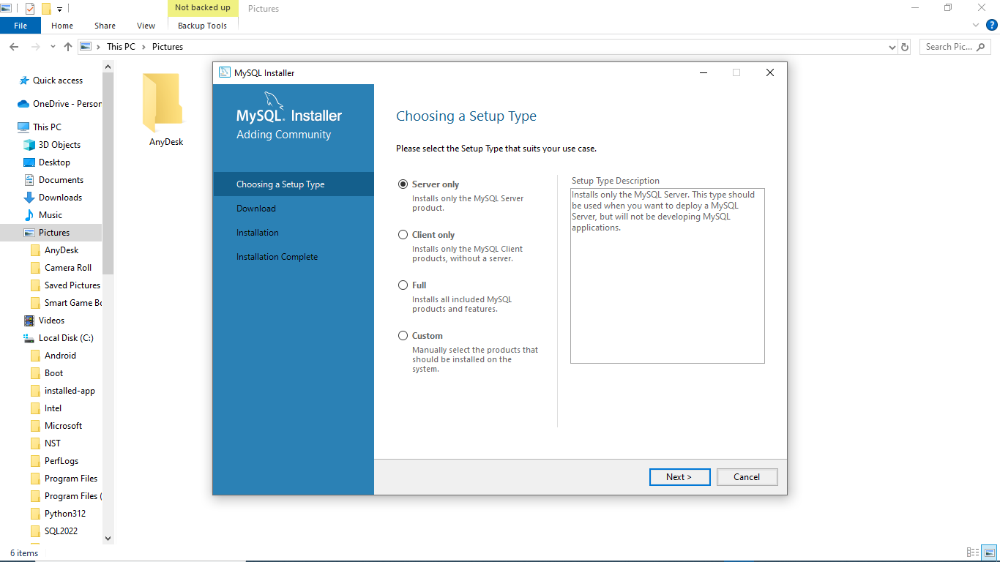 Not backed up
Pictures
File
Home
Share
View
Backup Tools
This PC
Pictures
Search Pic...
Quick access
OneDrive - Person
This PC
3D Objects
Desktop
Documents
Downloads
Music
Pictures
AnyDesk
Camera Roll
Saved Pictures
Smart Game Bo
Videos
Local Disk (C:)
Android
Boot
installed-app
Intel
Microsoft
NST
PerfLogs
Program Files
Program Files (
Python312
SQL2022
6 items
AnyDesk
MySQL Installer
MySQL. Installer
Adding Community
Choosing a Setup Type
Download
Installation
Installation Complete
Choosing a Setup Type
Please select the Setup Type that suits your use case.
Server only
Installs only the MySQL Server
product.
Client only
Installs only the MySQL Client
products, without a server.
Full
Installs all included MySQL
products and features.
Custom
Manually select the products that
should be installed on the
system.
Setup Type Description
Installs only the MySQL Server. This type should
be used when you want to deploy a MySQL
Server, but will not be developing MySQL
applications.
Next >
Cancel